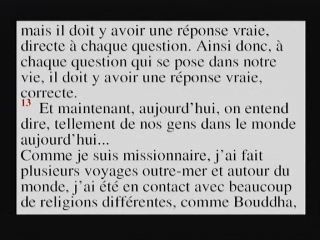 mais il doit y avoir une réponse vraie,
directe à chaque question. Ainsi donc, à
chaque question qui se pose dans notre
vie, il doit y avoir une réponse vraie,
correcte.
13 Et maintenant, aujourd'hui, on entend
dire, tellement de nos gens dans le monde
aujourd'hui...
Comme je suis missionnaire, j'ai fait
plusieurs voyages outre-mer et autour du
monde, j'ai été en contact avec beaucoup
de religions différentes, comme Bouddha,